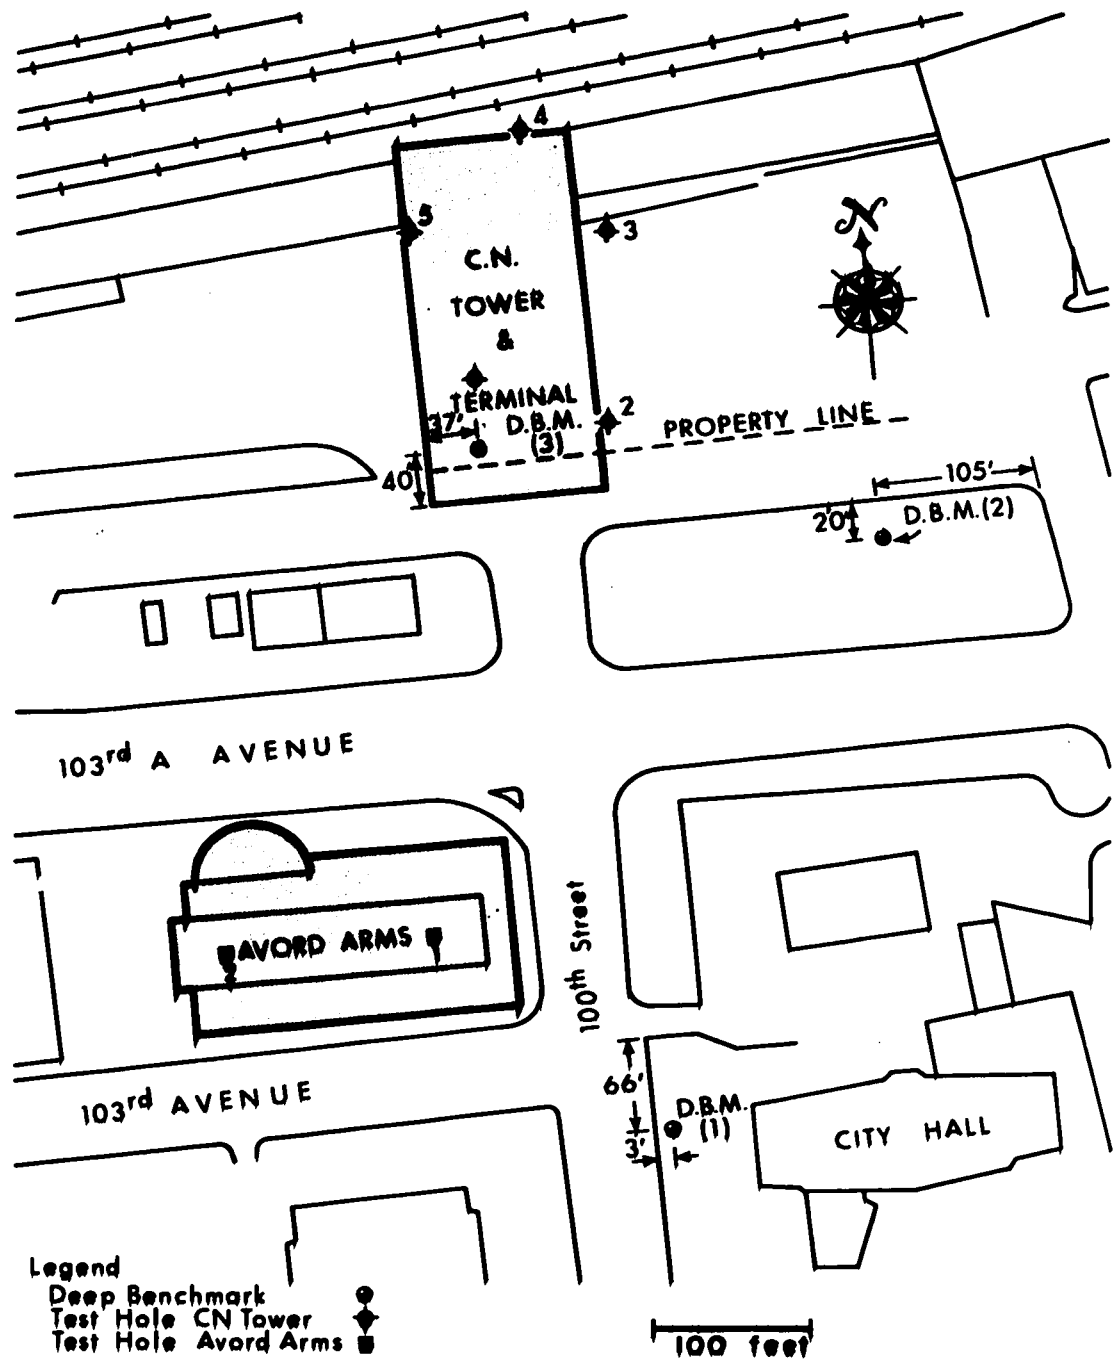 4
5
3
N
C.N.
TOWER
&
TERMINAL
37'
D.B.M.
(3)
2
PROPERTY LINE
40'
105'
20'
D.B.M.(2)
103rd A AVENUE
AVORD ARMS
2
100th Street
66'
D.B.M.
(1)
3'
CITY HALL
103rd AVENUE
Legend
Deep Benchmark
Test Hole CN Tower
Test Hole Avord Arms
100 feet